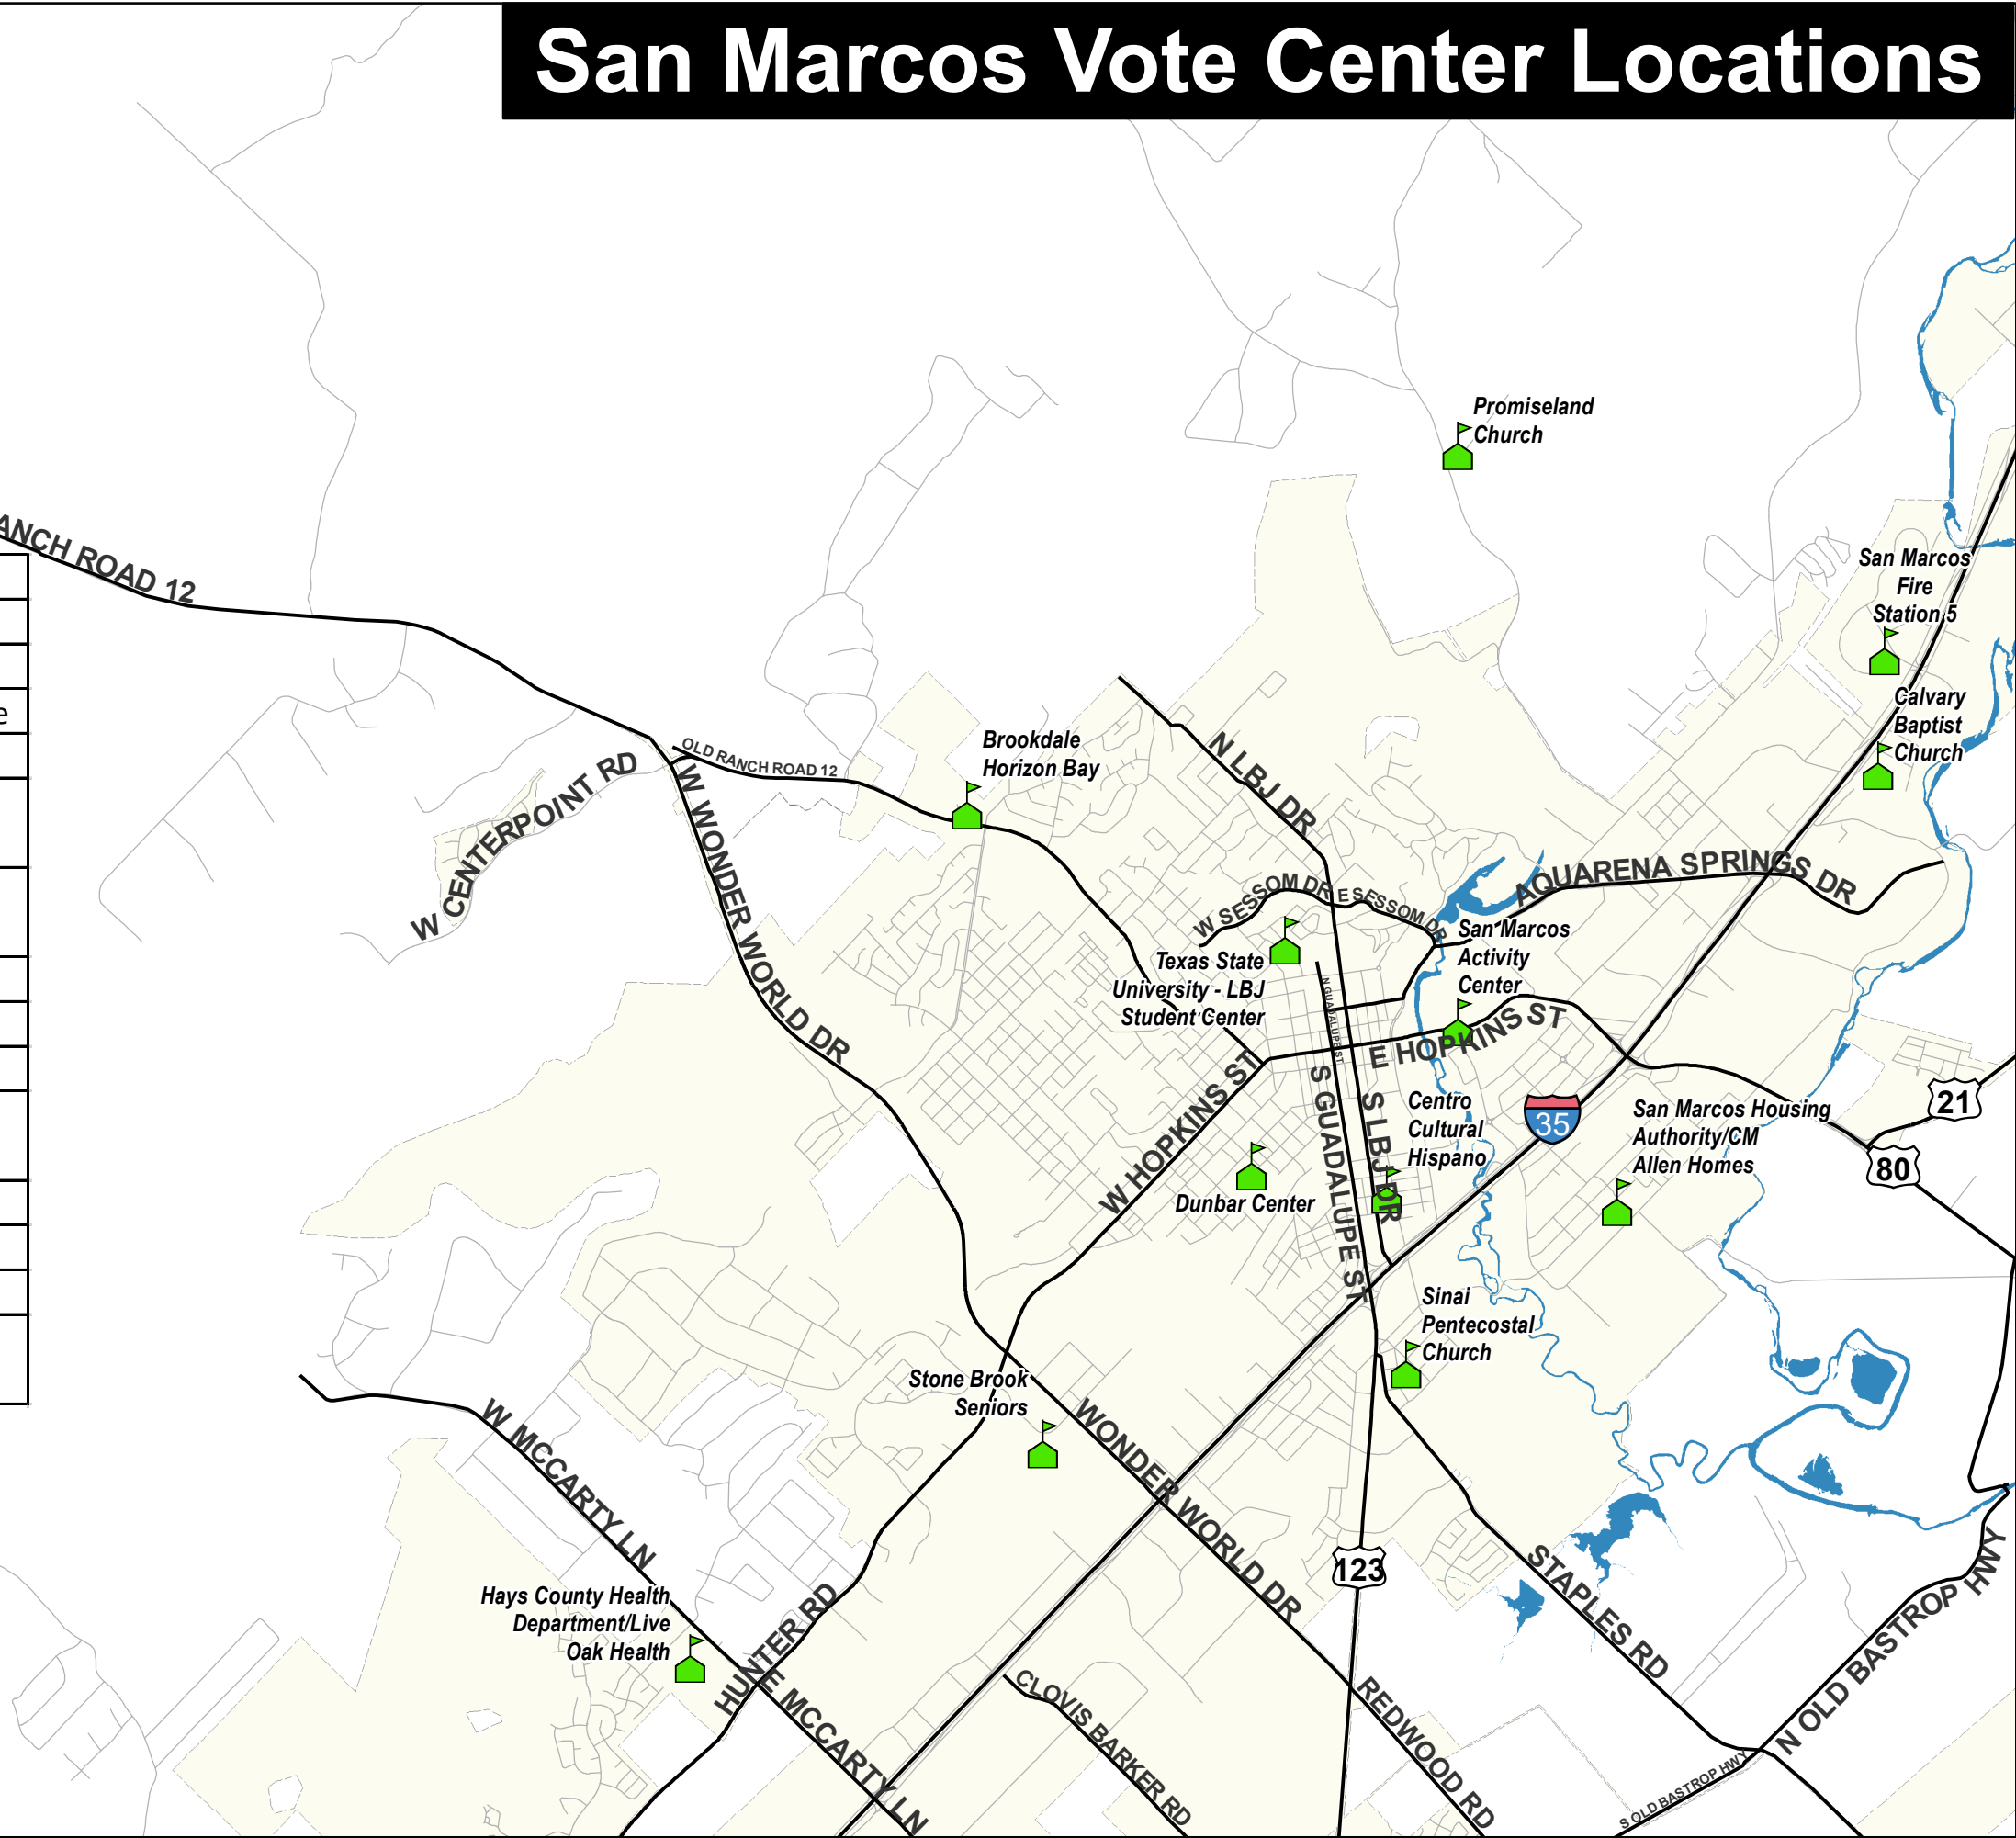 San Marcos Vote Center Locations
Promiseland
Church
ANCH ROAD 12
San Marcos
Fire
Station 5
e
Calvary
Baptist
Church
Brookdale
Horizon Bay
OLD RANCH ROAD 12
N LBJ DR
W CENTERPOINT RD
W WONDER WORLD DR
AQUARENA SPRINGS DR
W SESSOM DR
E SESSOM DR
San Marcos
Activity
Center
Texas State
University - LBJ
Student Center
N GUADALUPE ST
E HOPKINS ST
W HOPKINS ST
S GUADALUPE ST
S LBJ DR
Centro
Cultural
Hispano
35
San Marcos Housing
Authority/CM
Allen Homes
21
80
Dunbar Center
Sinai
Pentecostal
Church
Stone Brook
Seniors
W MCCARTY LN
WONDER WORLD DR
123
STAPLES RD
N OLD BASTROP HWY
Hays County Health
Department/Live
Oak Health
HUNTER RD
E MCCARTY LN
CLOVIS BARKER RD
REDWOOD RD
S OLD BASTROP HWY